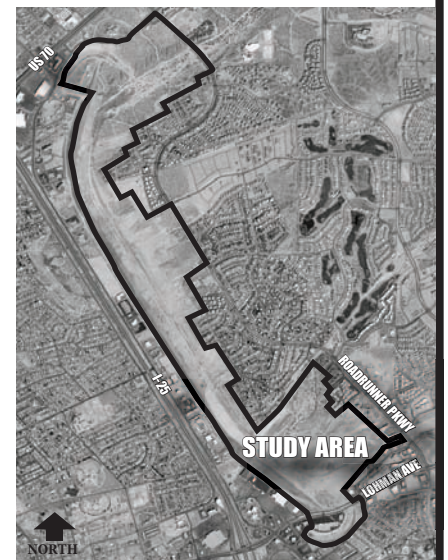 US 70
ROADRUNNER PKWY
I-25
STUDY AREA
LOHMAN AVE
NORTH